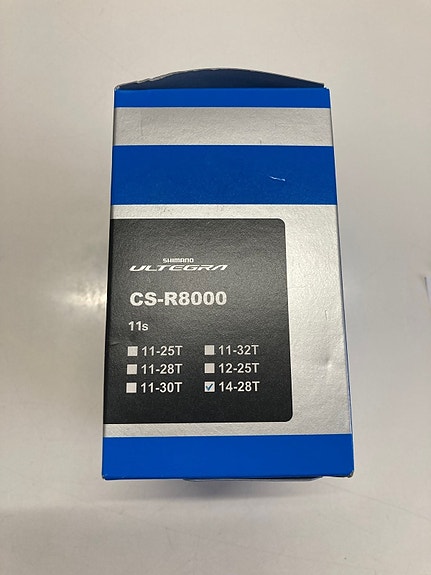 SHIMANO
ULTEGRA
CS-R8000
11s
11-25T 11-32T
11-28T 12-25T
11-30T 14-28T